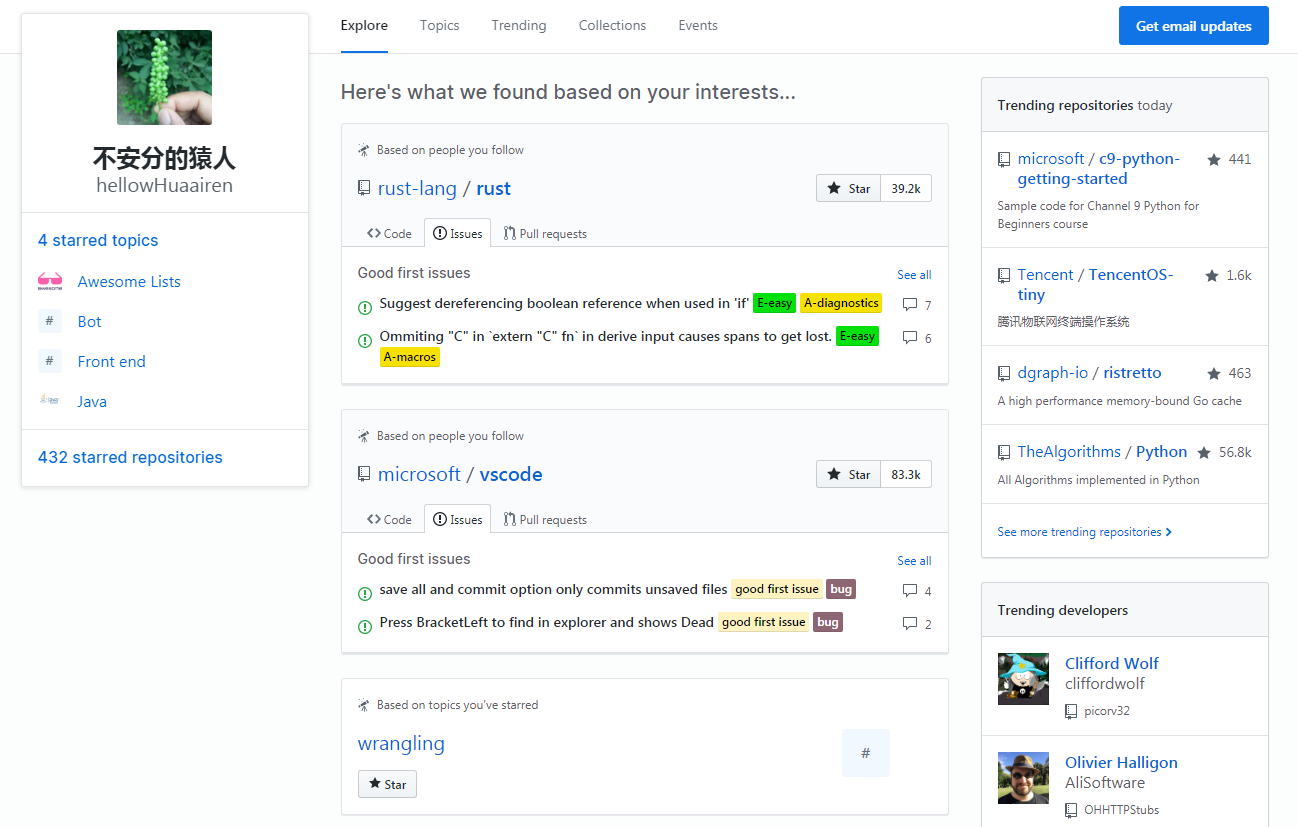 Explore Topics Trending Collections Events
Get email updates
不安分的猿人
hellowHuaairen
4 starred topics
Awesome Lists
# Bot
# Front end
Java
432 starred repositories
Here's what we found based on your interests...
Based on people you follow
rust-lang / rust
Star 39.2k
Code Issues Pull requests
Good first issues See all
Suggest dereferencing boolean reference when used in 'if' E-easy A-diagnostics 7
Ommiting "C" in `extern "C" fn` in derive input causes spans to get lost. E-easy 6
A-macros
Based on people you follow
microsoft / vscode
Star 83.3k
Code Issues Pull requests
Good first issues See all
save all and commit option only commits unsaved files good first issue bug 4
Press BracketLeft to find in explorer and shows Dead good first issue bug 2
Based on topics you've starred
wrangling
#
Star
Trending repositories today
microsoft / c9-python- 441
getting-started
Sample code for Channel 9 Python for
Beginners course
Tencent / TencentOS- 1.6k
tiny
腾讯物联网终端操作系统
dgraph-io / ristretto 463
A high performance memory-bound Go cache
TheAlgorithms / Python 56.8k
All Algorithms implemented in Python
See more trending repositories
Trending developers
Clifford Wolf
cliffordwolf
picorv32
Olivier Halligon
AliSoftware
OHHTTPStubs